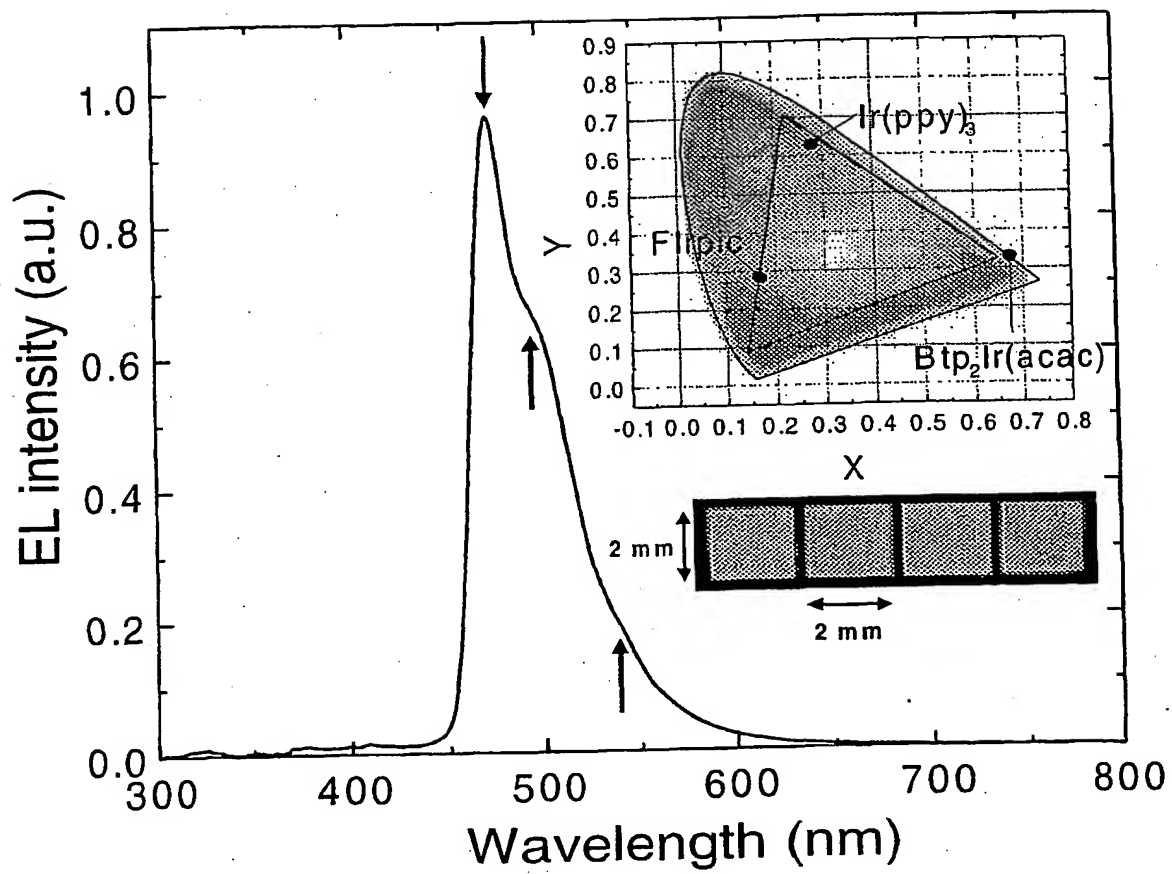 EL intensity (a.u.)
1.0
0.8
0.6
0.4
0.2
0.0
300 400 500 600 700 800
Wavelength (nm)
Y
0.9
0.8
0.7
0.6
0.5
0.4
0.3
0.2
0.1
0.0
-0.1 0.0 0.1 0.2 0.3 0.4 0.5 0.6 0.7 0.8
X
Ir(ppy)3
FIrpic
Btp2Ir(acac)
2 mm
2 mm